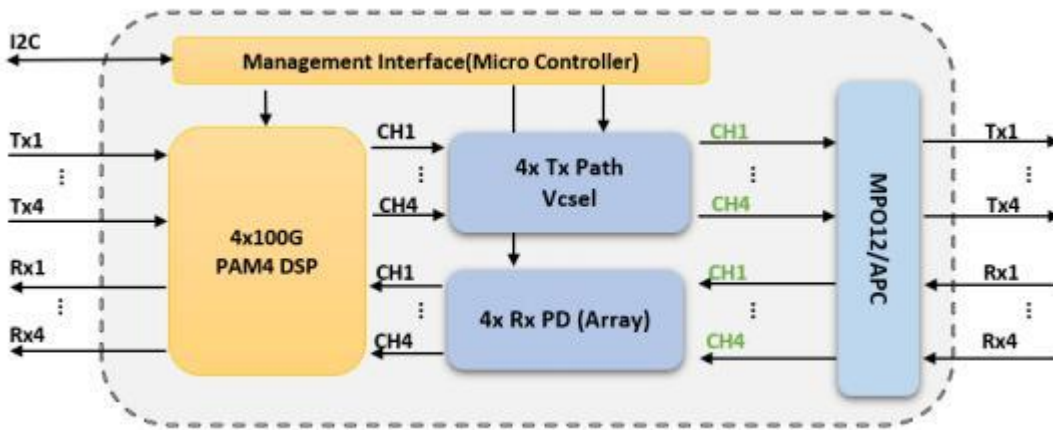 I2C
Management Interface(Micro Controller)
Tx1
Tx4
Rx1
Rx4
4x100G
PAM4 DSP
CH1
CH4
CH1
CH4
4x Tx Path
Vcsel
4x Rx PD (Array)
CH1
CH4
CH1
CH4
MPO12/APC
Tx1
Tx4
Rx1
Rx4